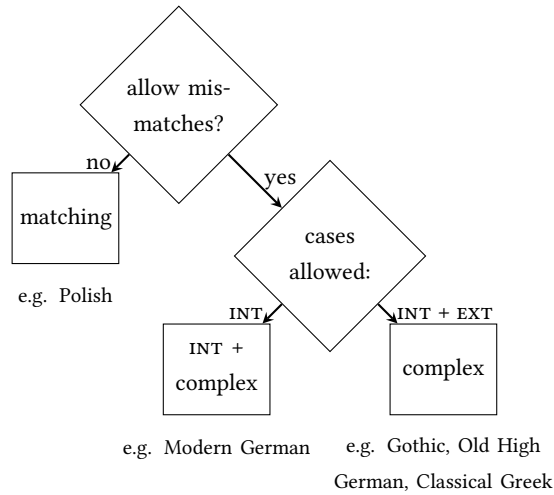 allow mis-
matches?
no
yes
matching
cases
allowed:
e.g. Polish
INT
INT + EXT
INT +
complex
complex
e.g. Modern German
e.g. Gothic, Old High
German, Classical Greek